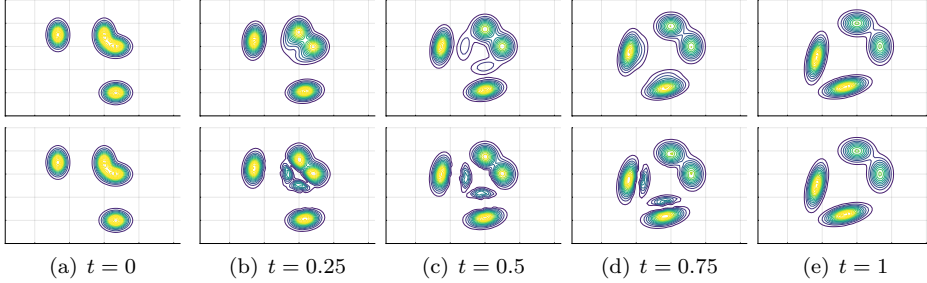 (a) t = 0 (b) t = 0.25 (c) t = 0.5 (d) t = 0.75 (e) t = 1